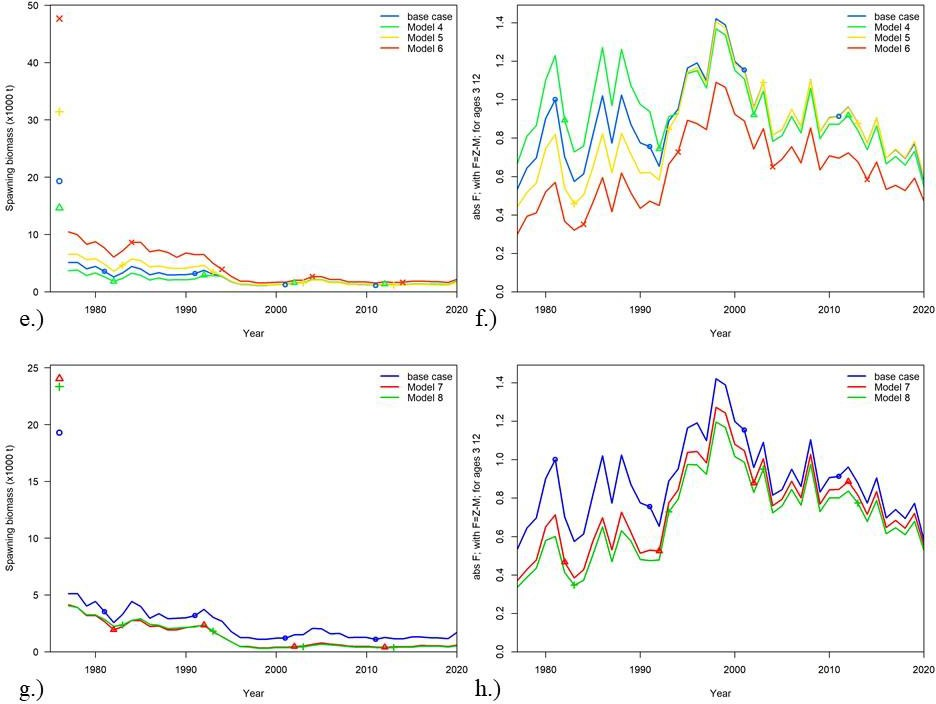 50
40
30
20
10
0
Spawning biomass (x1000 t)
base case
Model 4
Model 5
Model 6
1980
1990
2000
2010
2020
Year
e.)
1.4
1.2
1.0
0.8
0.6
0.4
0.2
0.0
abs F; with F=Z-M; for ages 3 12
base case
Model 4
Model 5
Model 6
1980
1990
2000
2010
2020
Year
f.)
25
20
15
10
5
0
Spawning biomass (x1000 t)
base case
Model 7
Model 8
1980
1990
2000
2010
2020
Year
g.)
1.4
1.2
1.0
0.8
0.6
0.4
0.2
0.0
abs F; with F=Z-M; for ages 3 12
base case
Model 7
Model 8
1980
1990
2000
2010
2020
Year
h.)